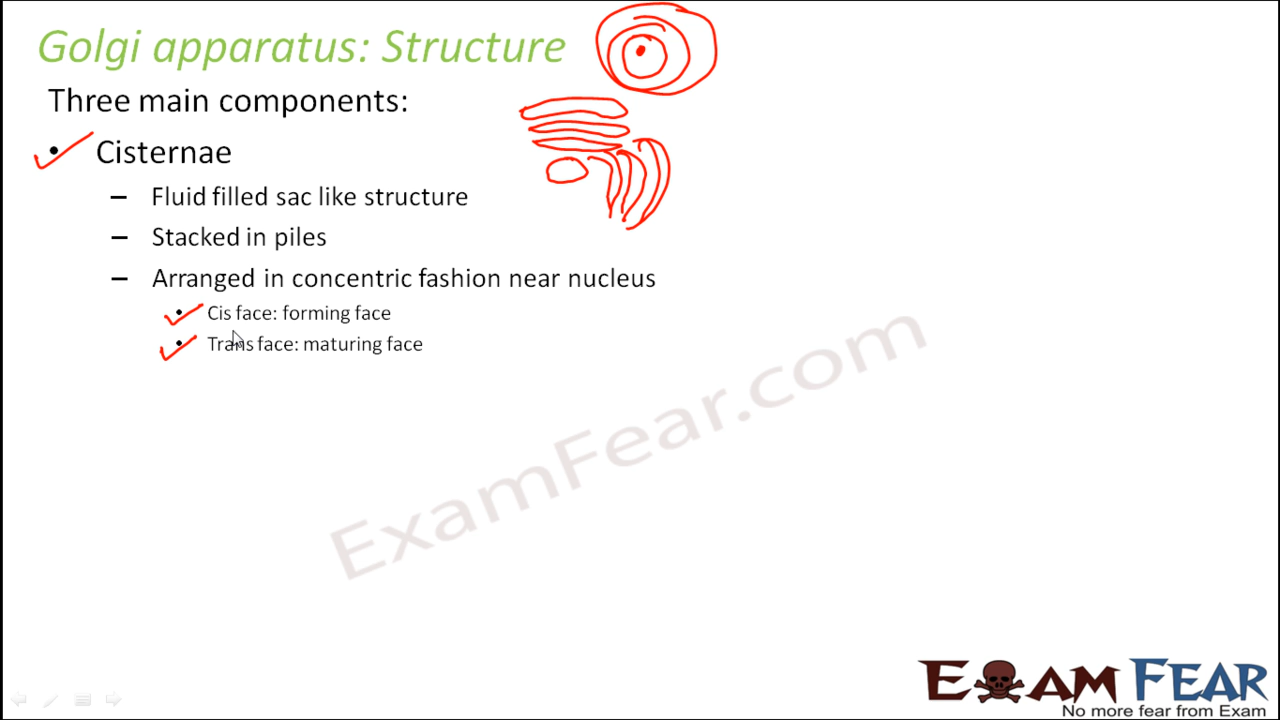 Golgi apparatus: Structure
Three main components:
• Cisternae
– Fluid filled sac like structure
– Stacked in piles
– Arranged in concentric fashion near nucleus
• Cis face: forming face
• Trans face: maturing face
ExamFear.com
EXAM FEAR
No more fear from Exam